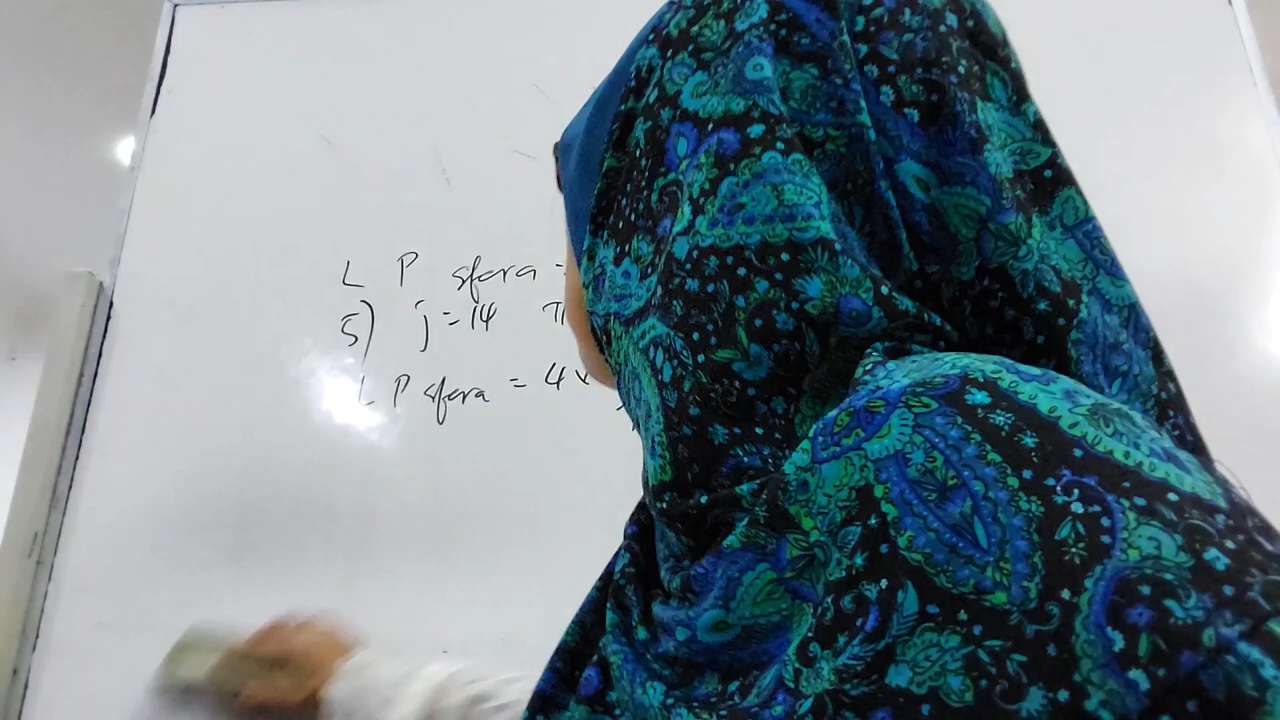 L P sfera =
5) j = 14 π
L P sfera = 4 x